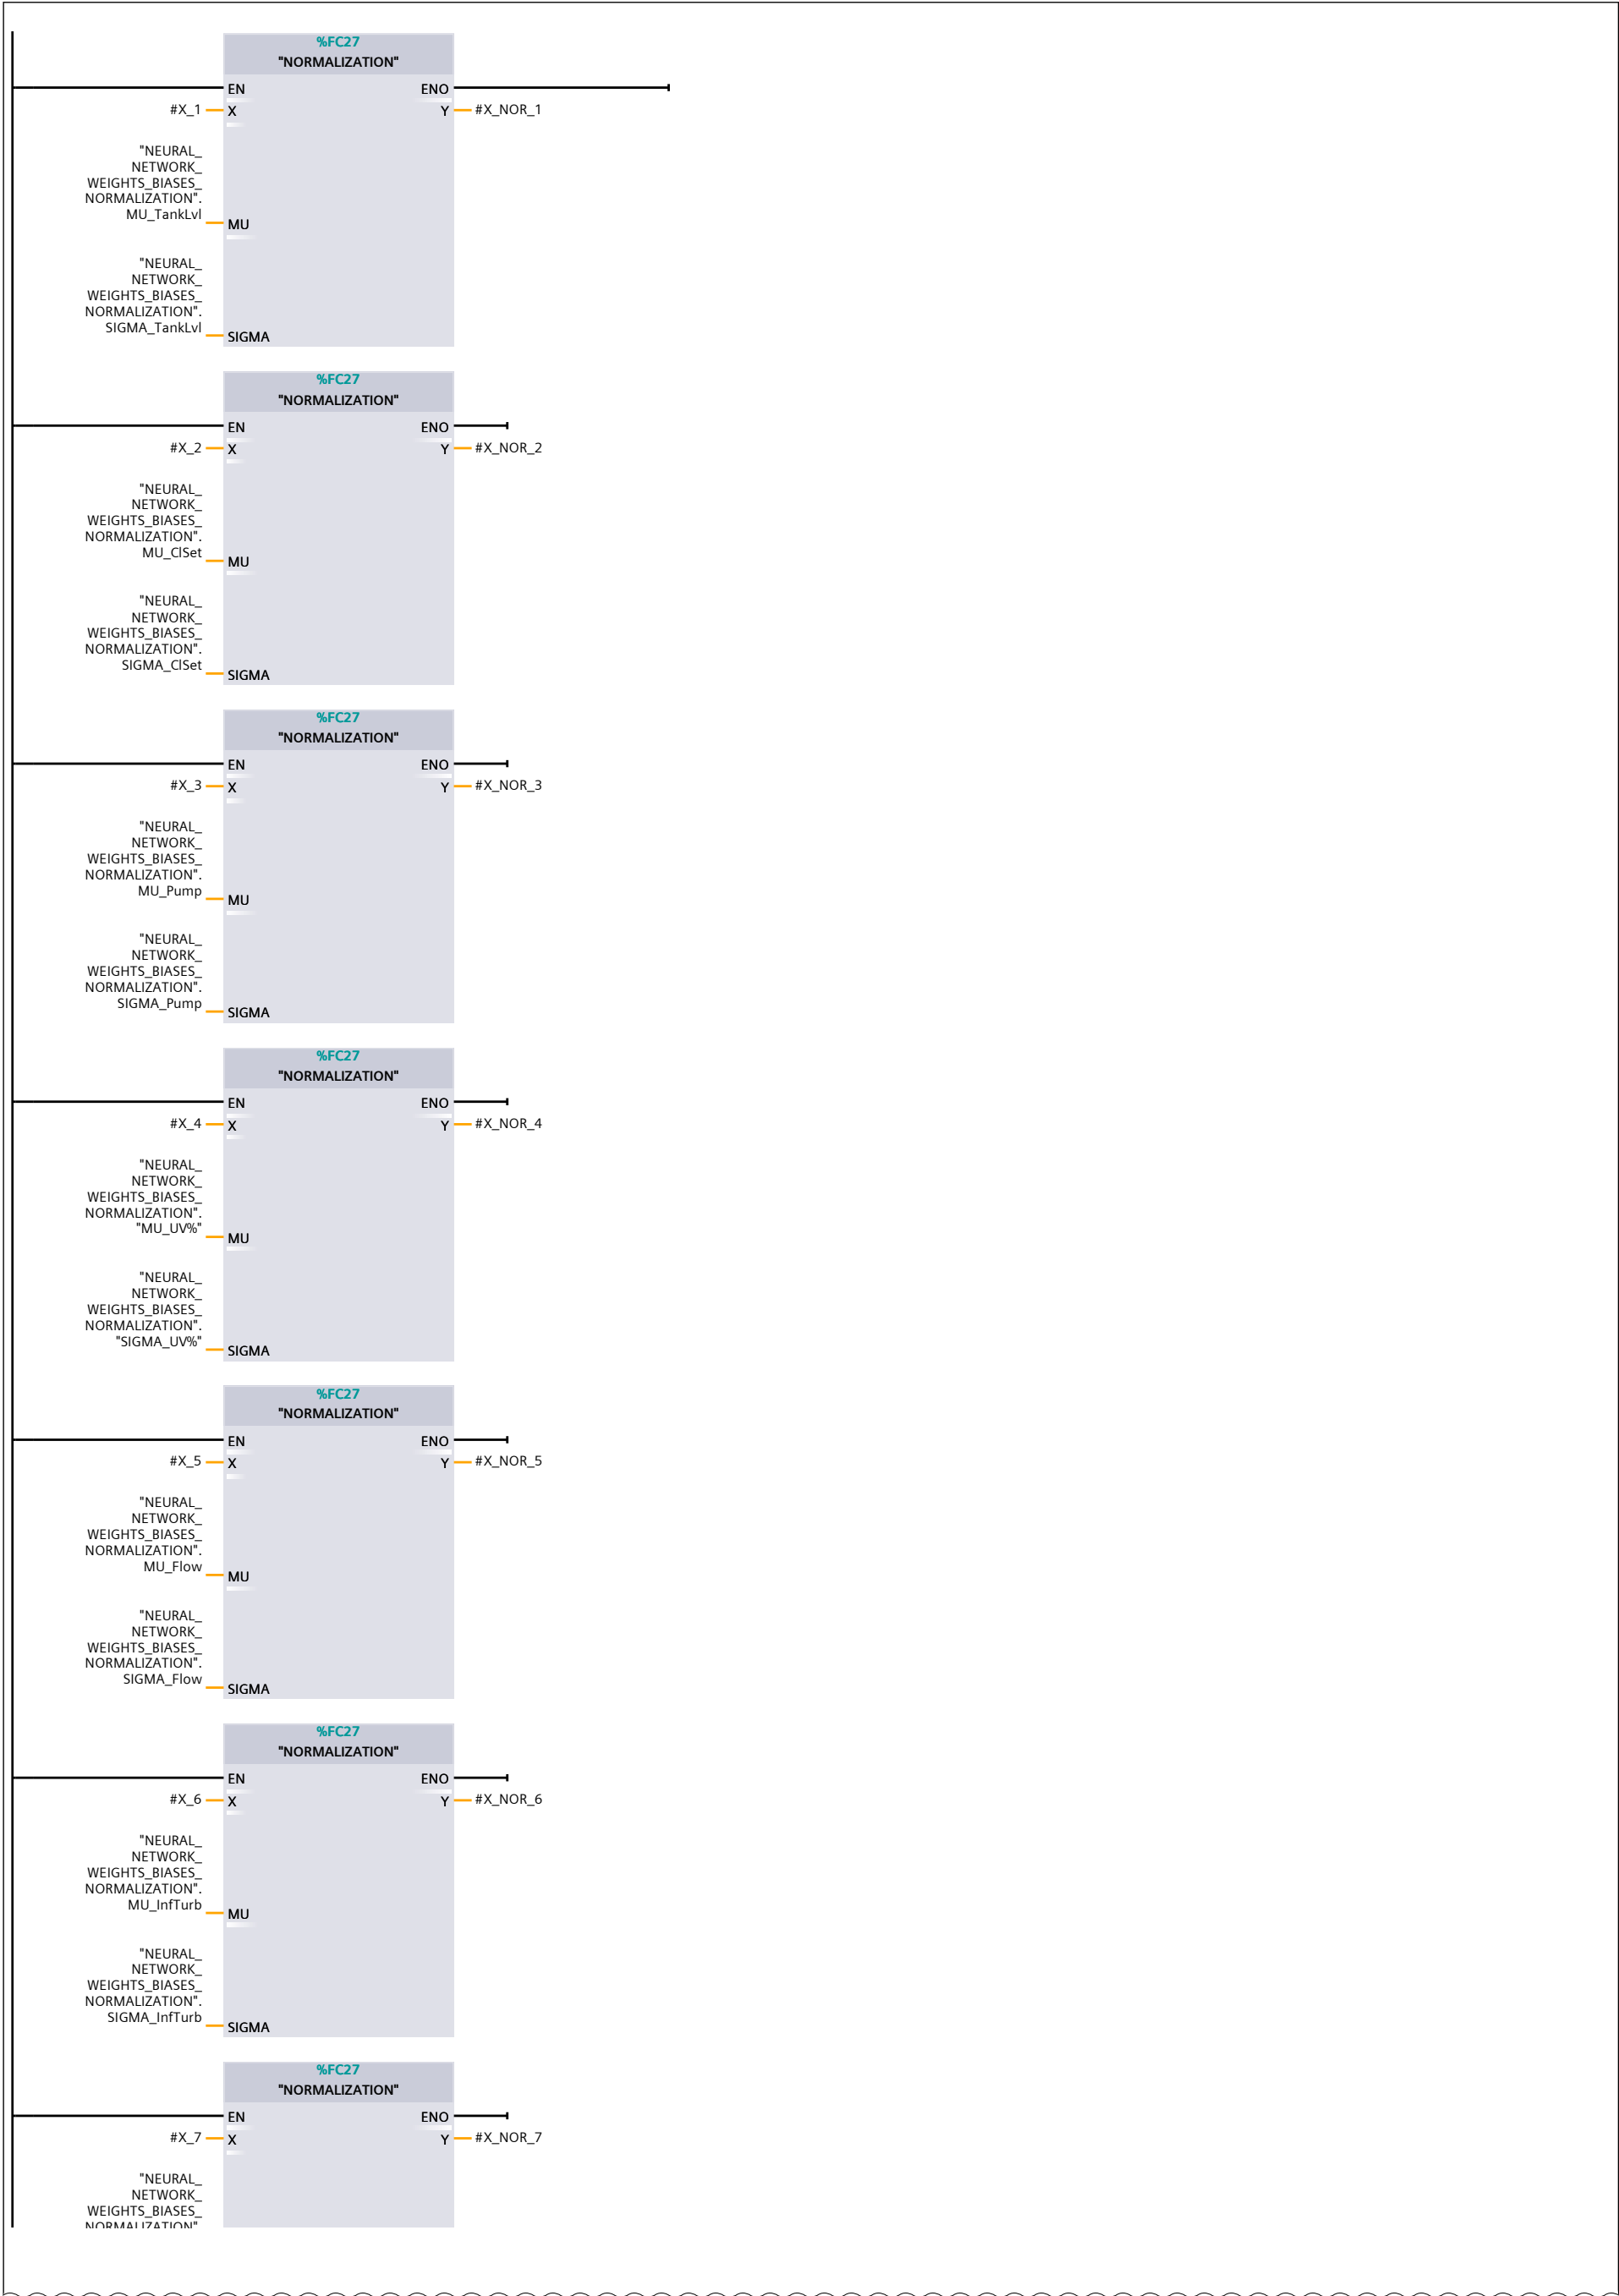 %FC27
"NORMALIZATION"
EN ENO
#X_1 X Y #X_NOR_1
"NEURAL_
NETWORK_
WEIGHTS_BIASES_
NORMALIZATION".
MU_TankLvl
MU
"NEURAL_
NETWORK_
WEIGHTS_BIASES_
NORMALIZATION".
SIGMA_TankLvl
SIGMA
%FC27
"NORMALIZATION"
EN ENO
#X_2 X Y #X_NOR_2
"NEURAL_
NETWORK_
WEIGHTS_BIASES_
NORMALIZATION".
MU_ClSet
MU
"NEURAL_
NETWORK_
WEIGHTS_BIASES_
NORMALIZATION".
SIGMA_ClSet
SIGMA
%FC27
"NORMALIZATION"
EN ENO
#X_3 X Y #X_NOR_3
"NEURAL_
NETWORK_
WEIGHTS_BIASES_
NORMALIZATION".
MU_Pump
MU
"NEURAL_
NETWORK_
WEIGHTS_BIASES_
NORMALIZATION".
SIGMA_Pump
SIGMA
%FC27
"NORMALIZATION"
EN ENO
#X_4 X Y #X_NOR_4
"NEURAL_
NETWORK_
WEIGHTS_BIASES_
NORMALIZATION".
"MU_UV%"
MU
"NEURAL_
NETWORK_
WEIGHTS_BIASES_
NORMALIZATION".
"SIGMA_UV%"
SIGMA
%FC27
"NORMALIZATION"
EN ENO
#X_5 X Y #X_NOR_5
"NEURAL_
NETWORK_
WEIGHTS_BIASES_
NORMALIZATION".
MU_Flow
MU
"NEURAL_
NETWORK_
WEIGHTS_BIASES_
NORMALIZATION".
SIGMA_Flow
SIGMA
%FC27
"NORMALIZATION"
EN ENO
#X_6 X Y #X_NOR_6
"NEURAL_
NETWORK_
WEIGHTS_BIASES_
NORMALIZATION".
MU_InfTurb
MU
"NEURAL_
NETWORK_
WEIGHTS_BIASES_
NORMALIZATION".
SIGMA_InfTurb
SIGMA
%FC27
"NORMALIZATION"
EN ENO
#X_7 X Y #X_NOR_7
"NEURAL_
NETWORK_
WEIGHTS_BIASES_
NORMALIZATION".